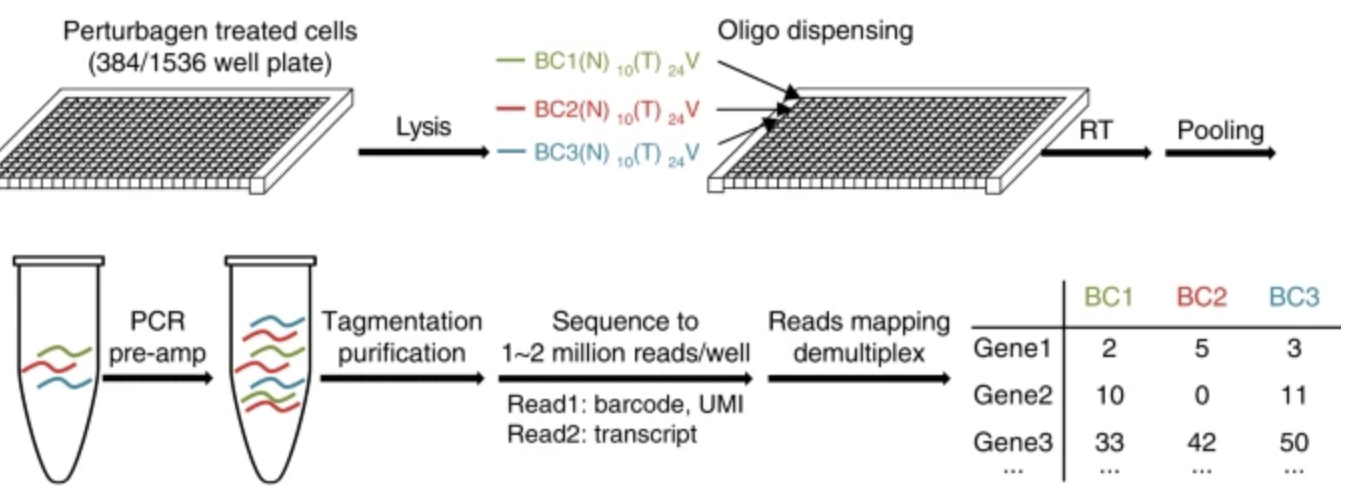 Perturbagen treated cells
(384/1536 well plate)
Lysis
BC1(N) 10(T) 24V
BC2(N) 10(T) 24V
BC3(N) 10(T) 24V
Oligo dispensing
RT
Pooling
PCR
pre-amp
Tagmentation
purification
Sequence to
1~2 million reads/well
Read1: barcode, UMI
Read2: transcript
Reads mapping
demultiplex
BC1 BC2 BC3
Gene1 2 5 3
Gene2 10 0 11
Gene3 33 42 50
... ... ... ...